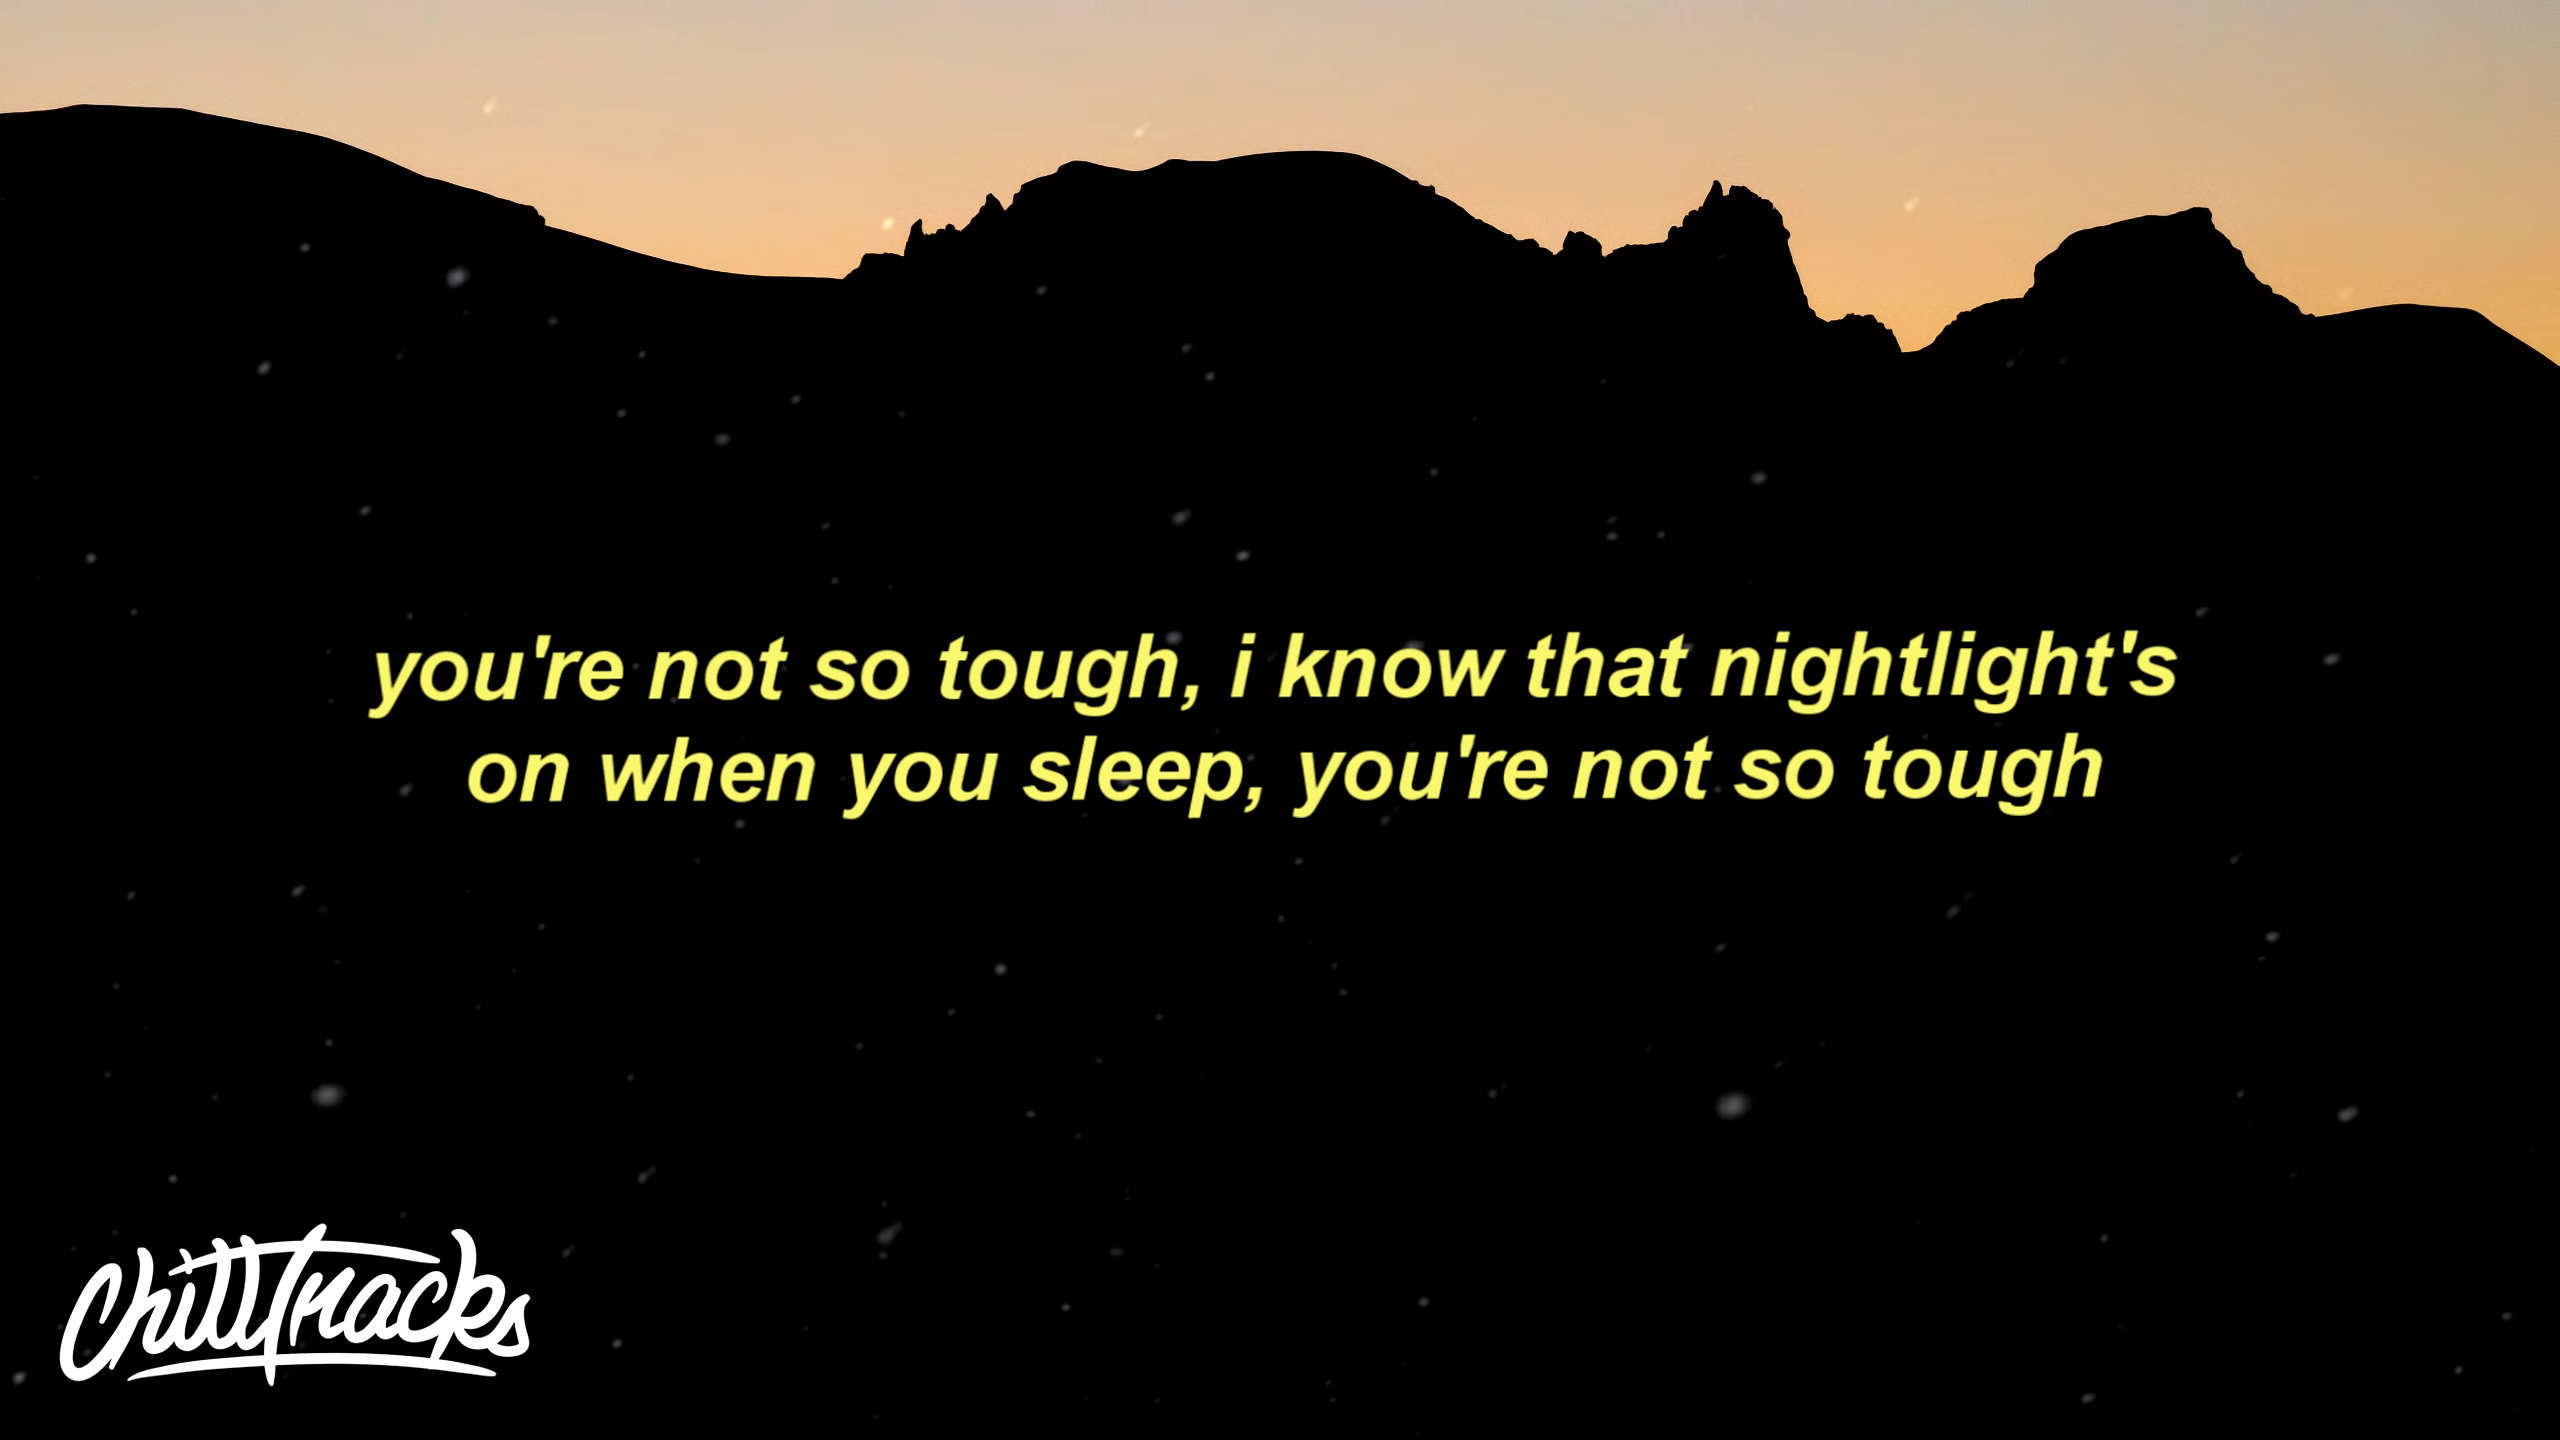 you're not so tough, i know that nightlight's
on when you sleep, you're not so tough
ChillTracks